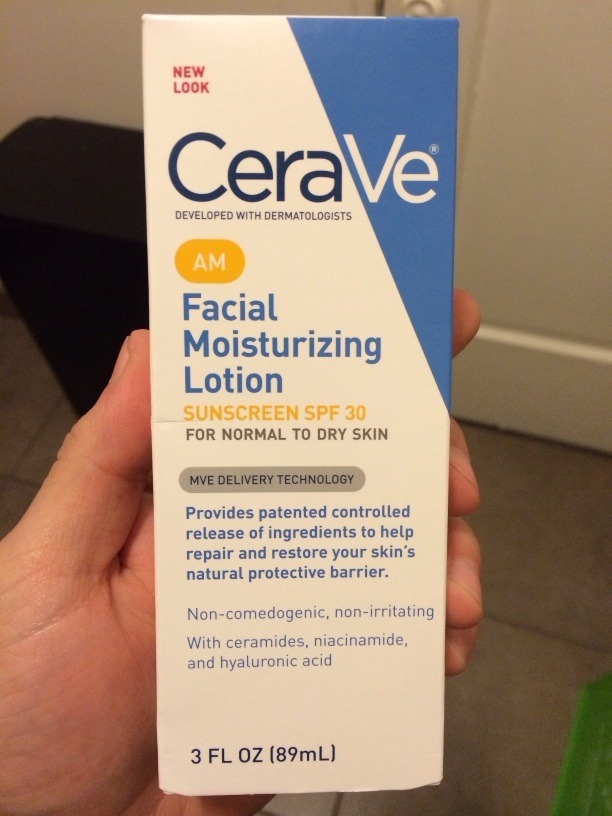 NEW
LOOK
CeraVe®
DEVELOPED WITH DERMATOLOGISTS
AM
Facial
Moisturizing
Lotion
SUNSCREEN SPF 30
FOR NORMAL TO DRY SKIN
MVE DELIVERY TECHNOLOGY
Provides patented controlled
release of ingredients to help
repair and restore your skin's
natural protective barrier.
Non-comedogenic, non-irritating
With ceramides, niacinamide,
and hyaluronic acid
3 FL OZ (89mL)